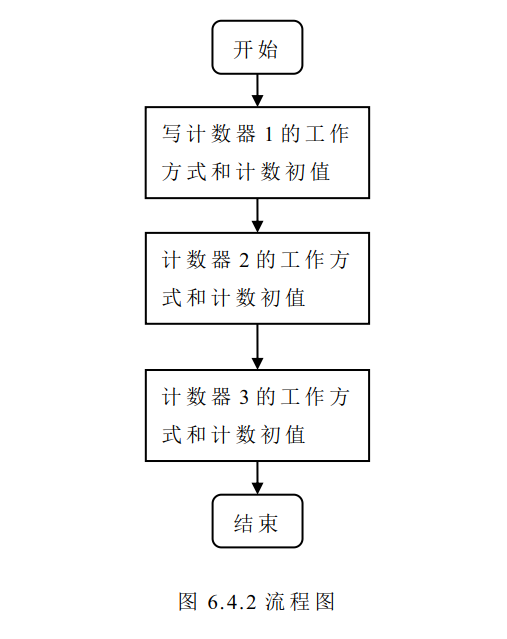 开始
写计数器1的工作
方式和计数初值
计数器2的工作方
式和计数初值
计数器3的工作方
式和计数初值
结束
图 6.4.2 流程图